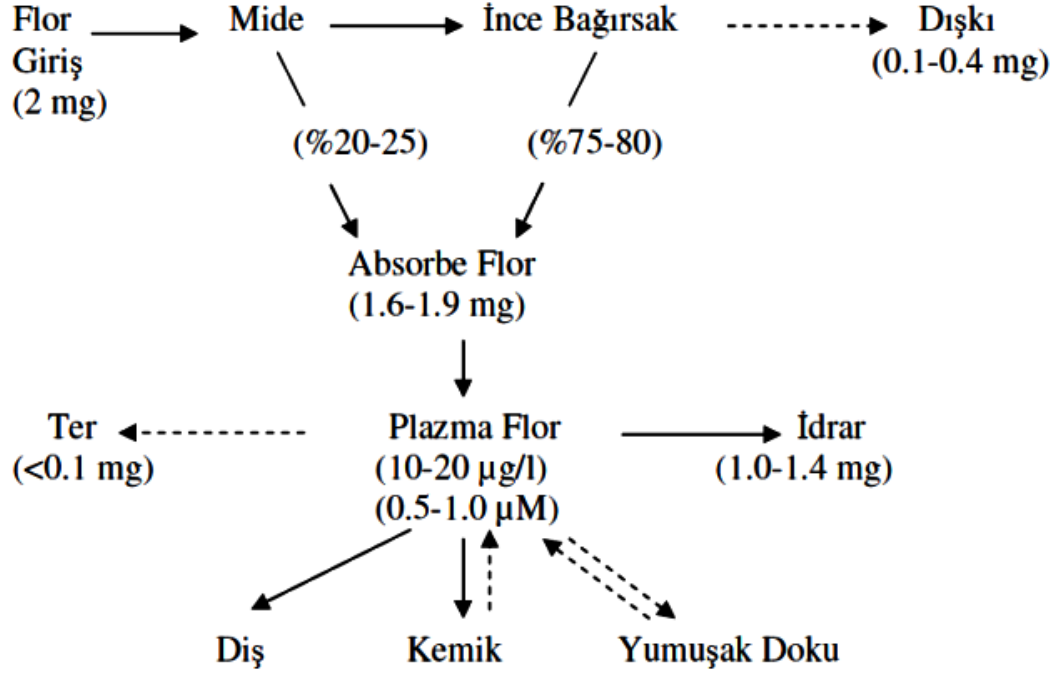 Flor
Giriş
(2 mg)
Mide
İnce Bağırsak
Dışkı
(0.1-0.4 mg)
(%20-25)
(%75-80)
Absorbe Flor
(1.6-1.9 mg)
Ter
(<0.1 mg)
Plazma Flor
(10-20 µg/l)
(0.5-1.0 µM)
İdrar
(1.0-1.4 mg)
Diş
Kemik
Yumuşak Doku